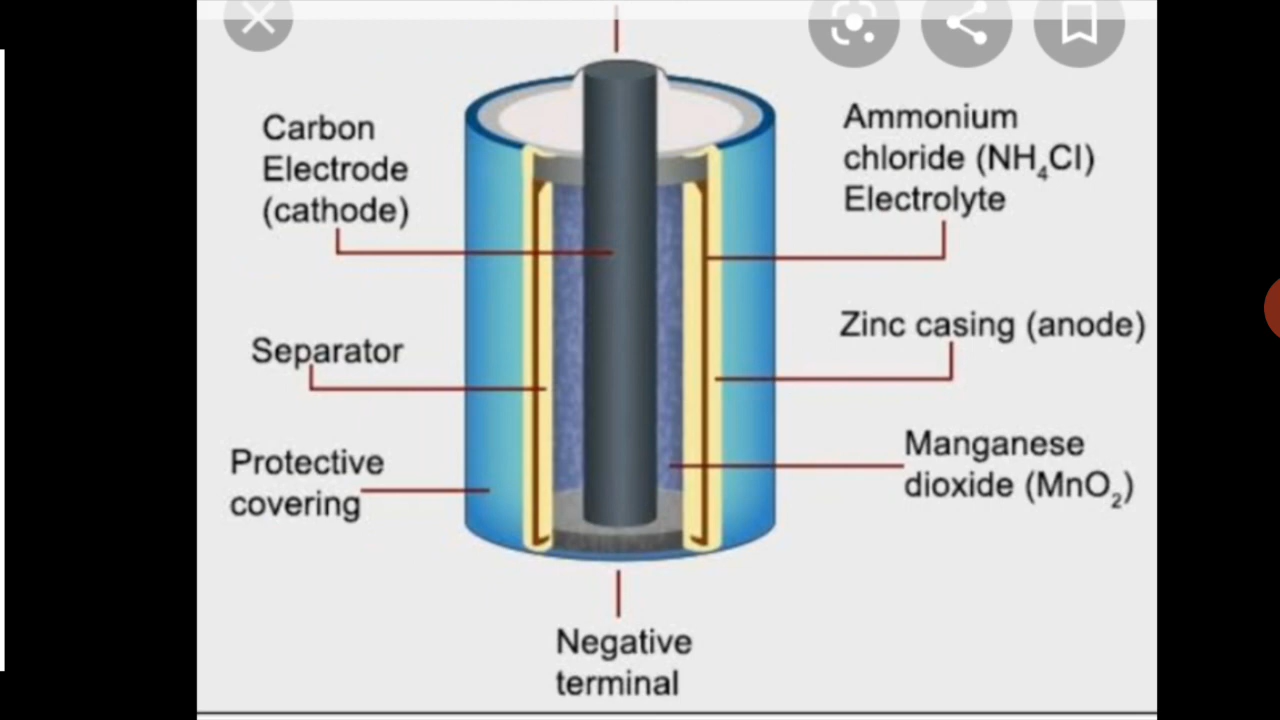 Carbon
Electrode
(cathode)
Ammonium
chloride (NH₄Cl)
Electrolyte
Separator
Zinc casing (anode)
Protective
covering
Manganese
dioxide (MnO₂)
Negative
terminal